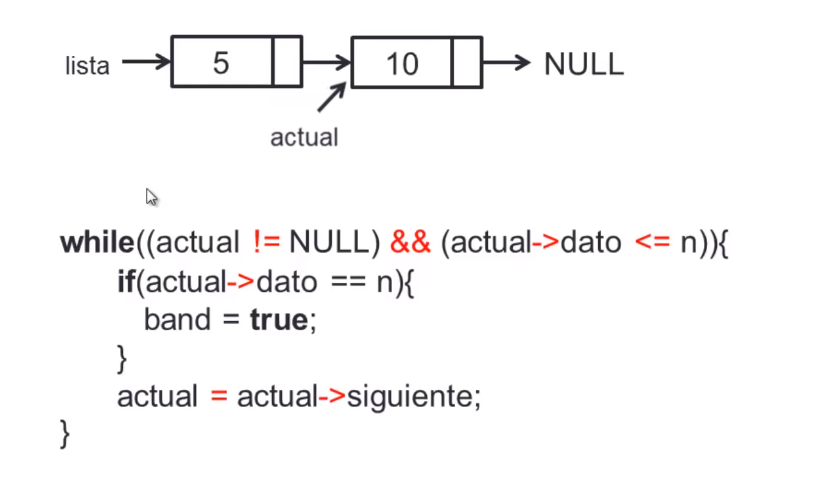 lista 5 10 NULL
actual
while((actual != NULL) && (actual->dato <= n)){
if(actual->dato == n){
band = true;
}
actual = actual->siguiente;
}